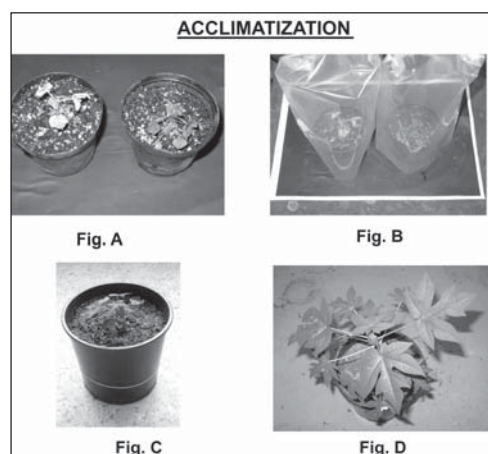 ACCLIMATIZATION
Fig. A
Fig. B
Fig. C
Fig. D